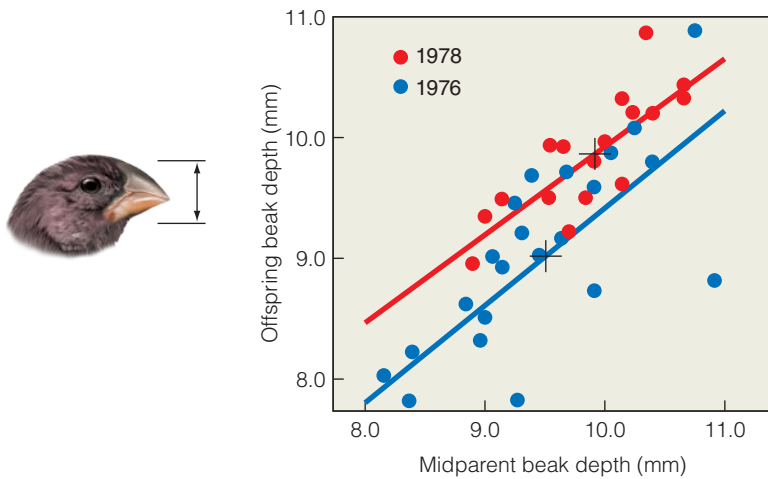 11.0
10.0
9.0
8.0
Offspring beak depth (mm)
1978
1976
8.0 9.0 10.0 11.0
Midparent beak depth (mm)